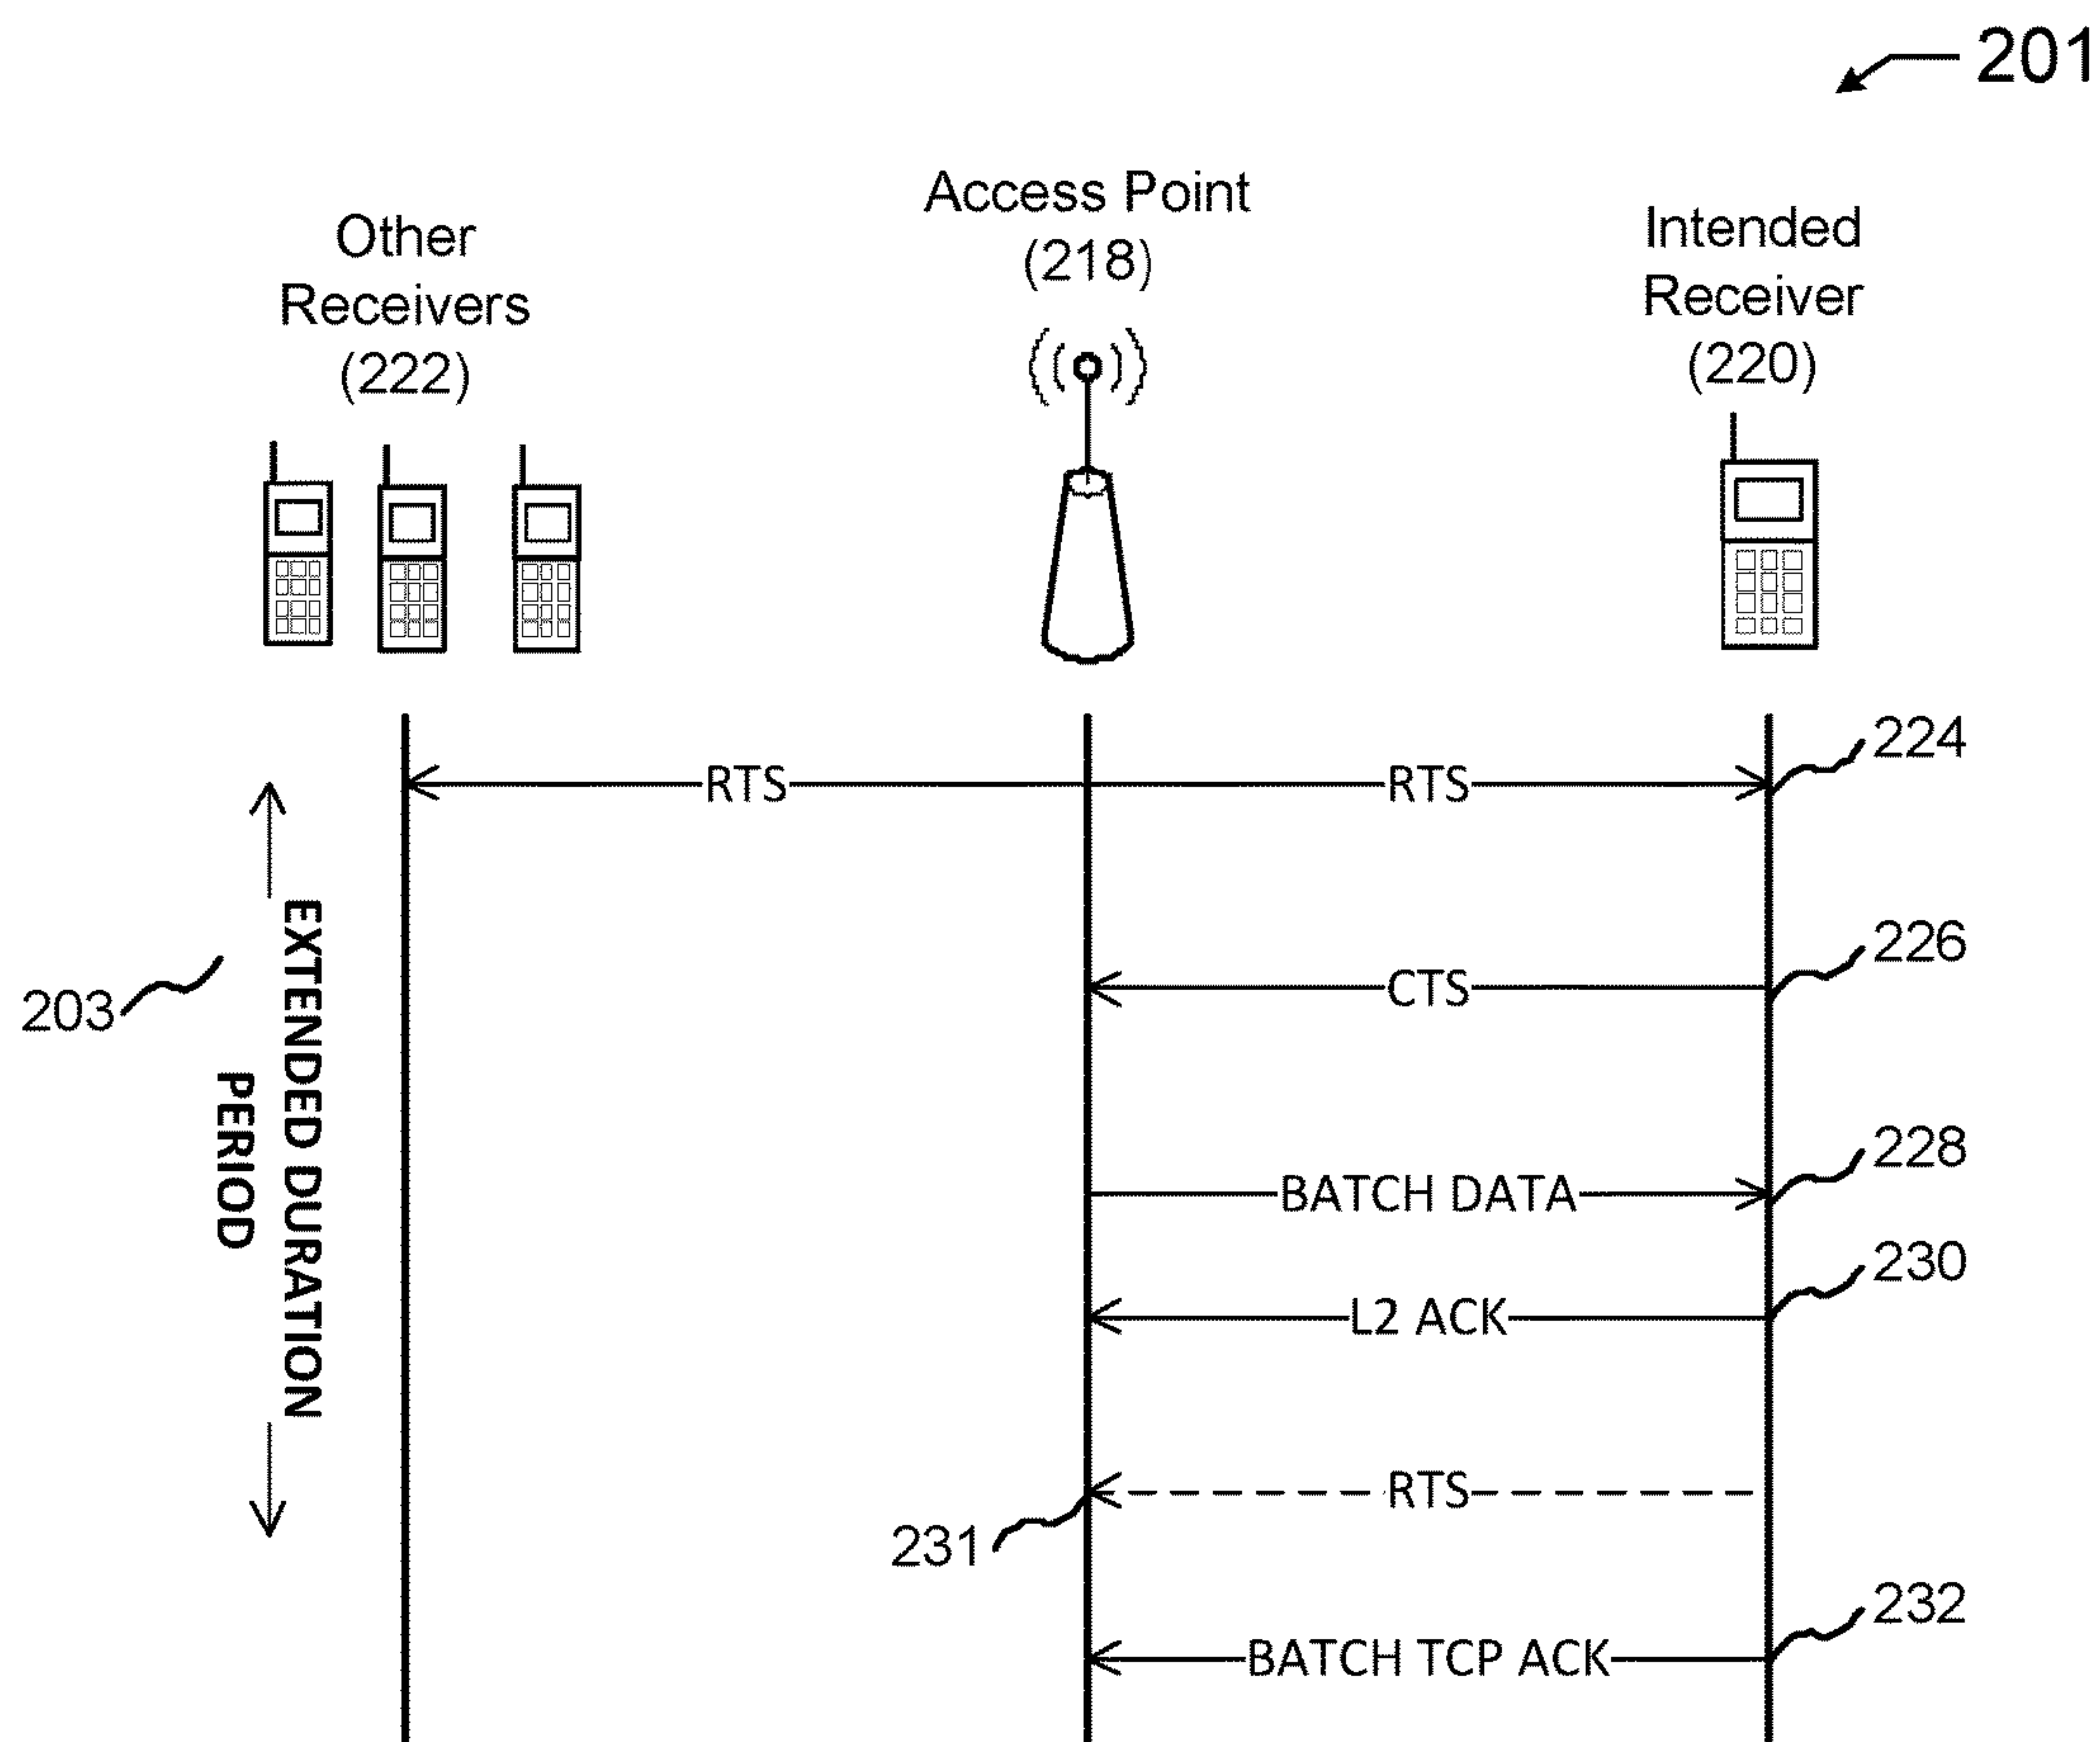 201
Access Point
(218)
Other
Receivers
(222)
Intended
Receiver
(220)
224
RTS
RTS
226
CTS
203
EXTENDED DURATION
PERIOD
228
BATCH DATA
230
L2 ACK
RTS
231
232
BATCH TCP ACK